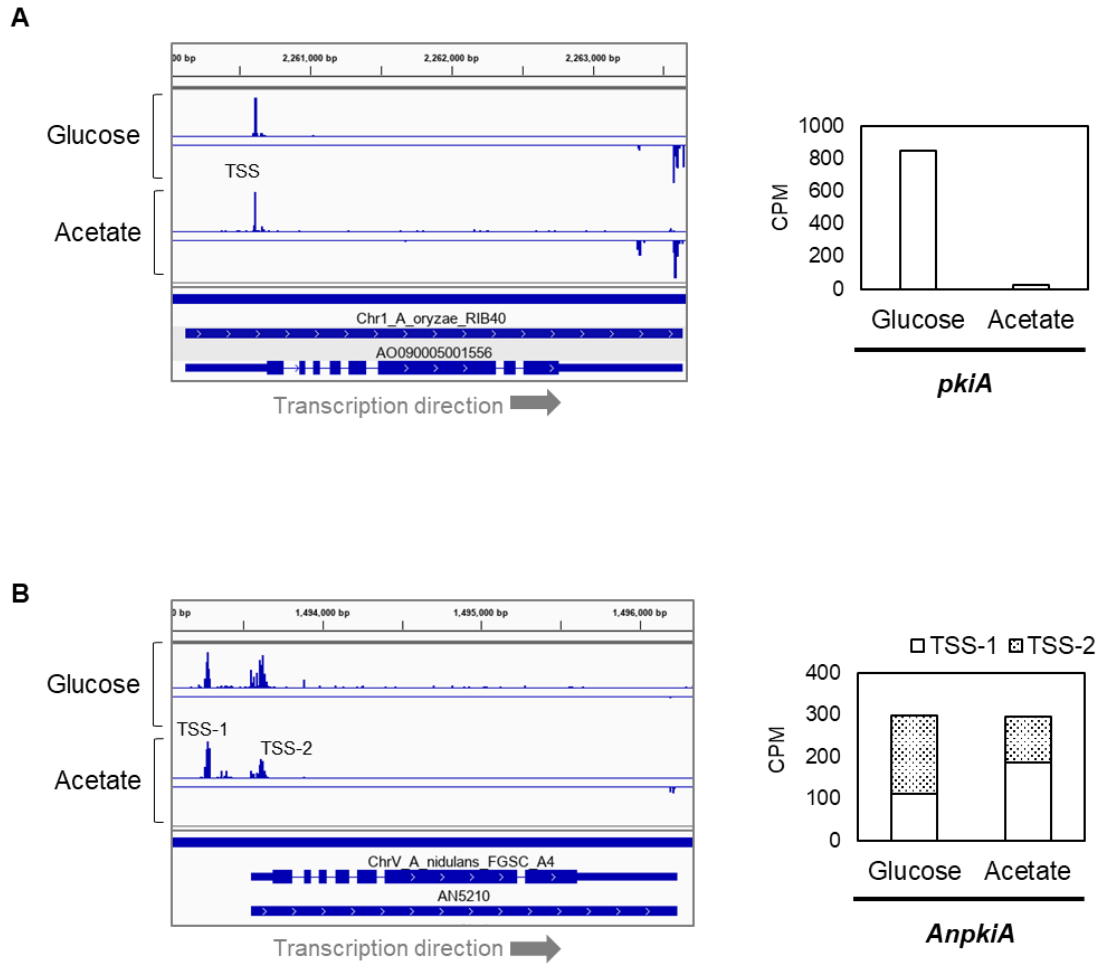 A
00 bp 2,261,000 bp 2,262,000 bp 2,263,000 bp
Glucose
TSS
Acetate
Chr1_A_oryzae_RIB40
AO090005001556
Transcription direction
1000
800
600
400
200
0
CPM
Glucose Acetate
pkiA
B
0 bp 1,494,000 bp 1,495,000 bp 1,496,000 bp
Glucose
TSS-1
TSS-2
Acetate
ChrV_A_nidulans_FGSC_A4
AN5210
Transcription direction
TSS-1 TSS-2
400
300
200
100
0
CPM
Glucose Acetate
AnpkiA